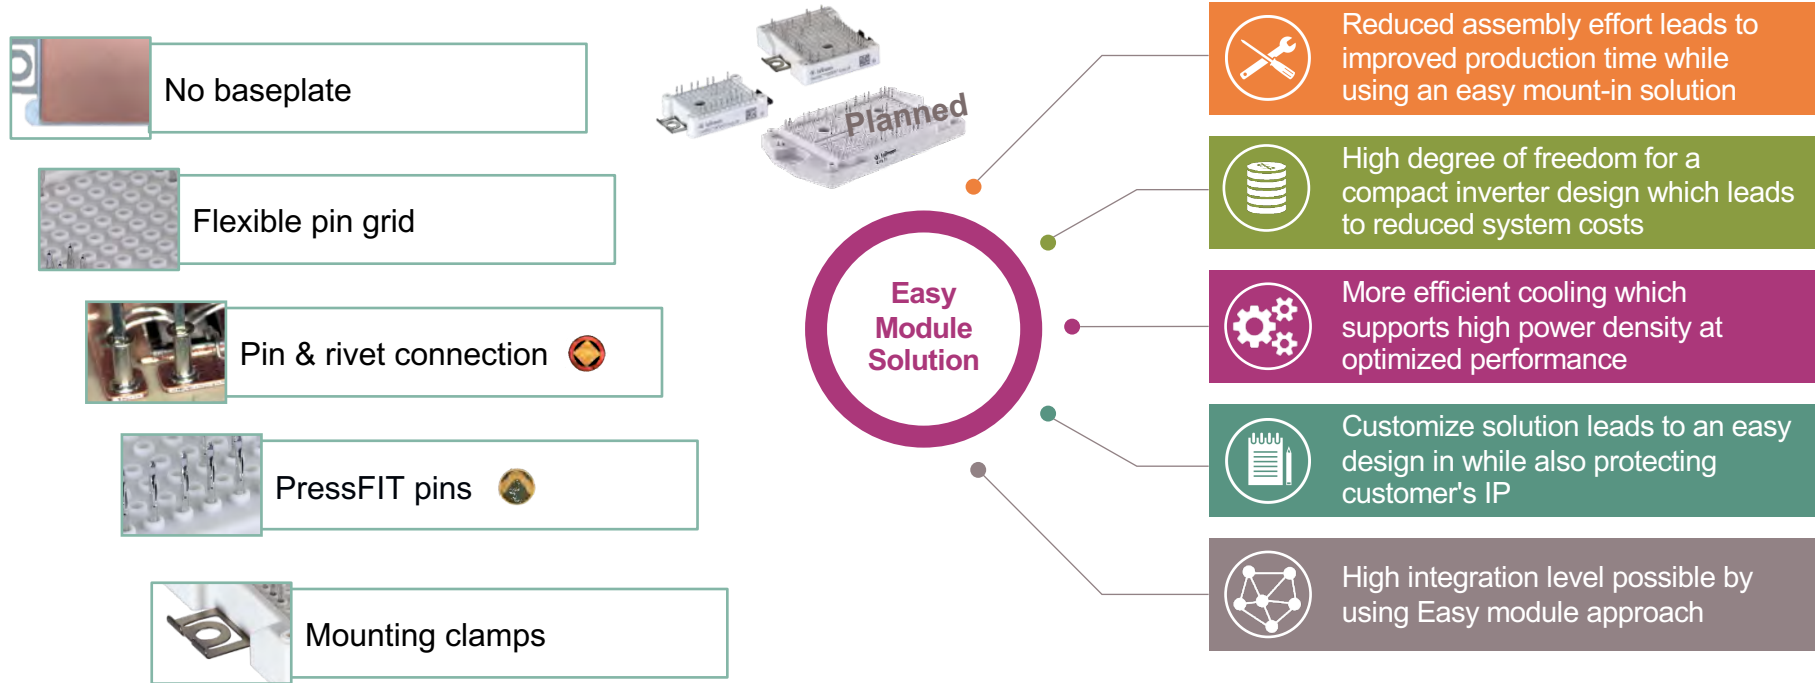 No baseplate
Flexible pin grid
Pin & rivet connection
PressFIT pins
Mounting clamps
Planned
Easy
Module
Solution
Reduced assembly effort leads to
improved production time while
using an easy mount-in solution
High degree of freedom for a
compact inverter design which leads
to reduced system costs
More efficient cooling which
supports high power density at
optimized performance
Customize solution leads to an easy
design in while also protecting
customer's IP
High integration level possible by
using Easy module approach